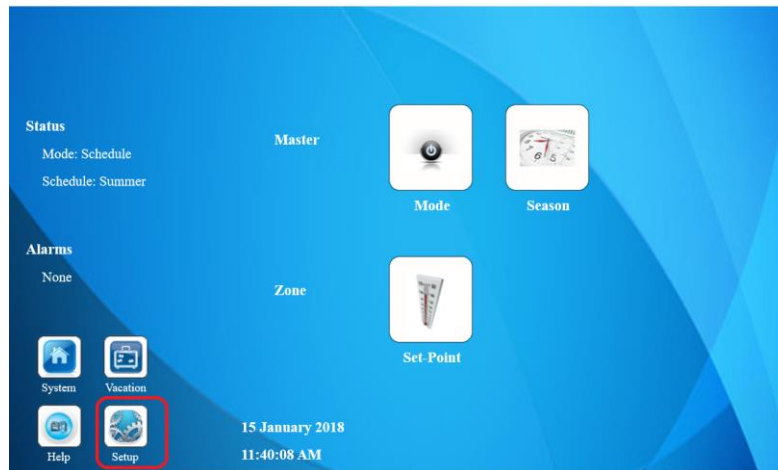 Status
Mode: Schedule
Schedule: Summer
Master
Mode
Season
Alarms
None
Zone
Set-Point
System
Vacation
Help
Setup
15 January 2018
11:40:08 AM